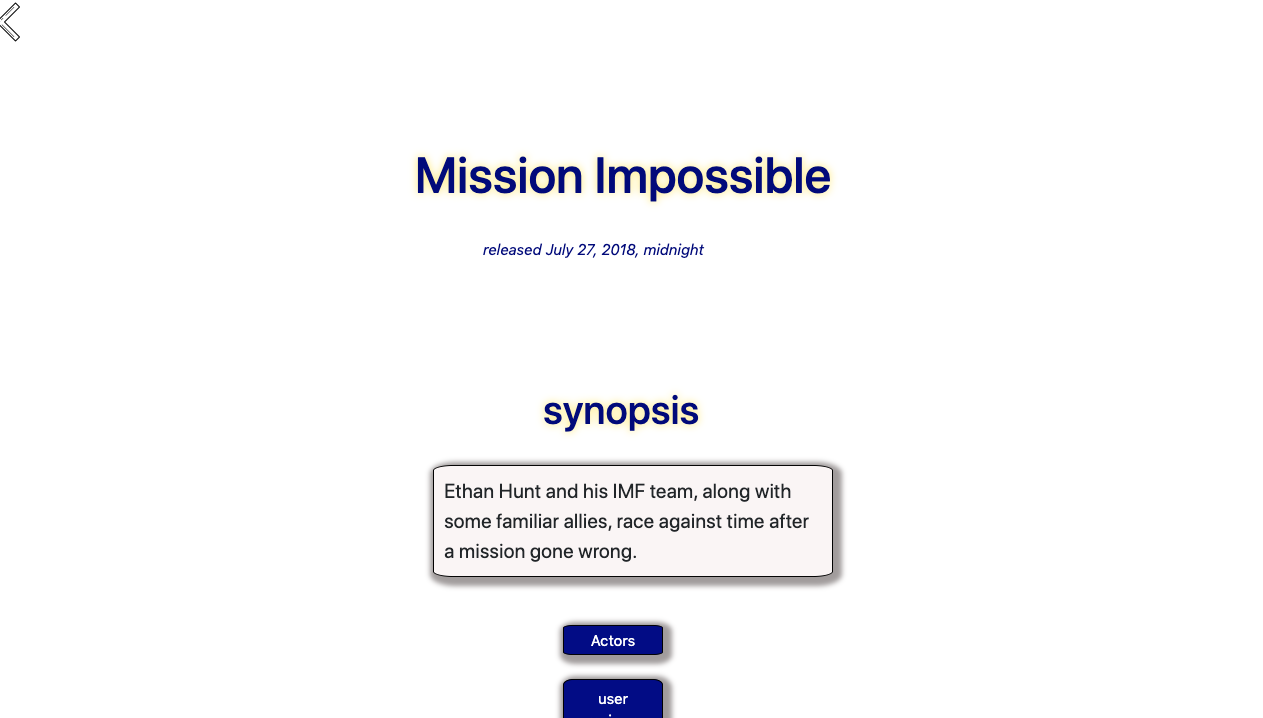 Mission Impossible
released July 27, 2018, midnight
synopsis
Ethan Hunt and his IMF team, along with
some familiar allies, race against time after
a mission gone wrong.
Actors
user